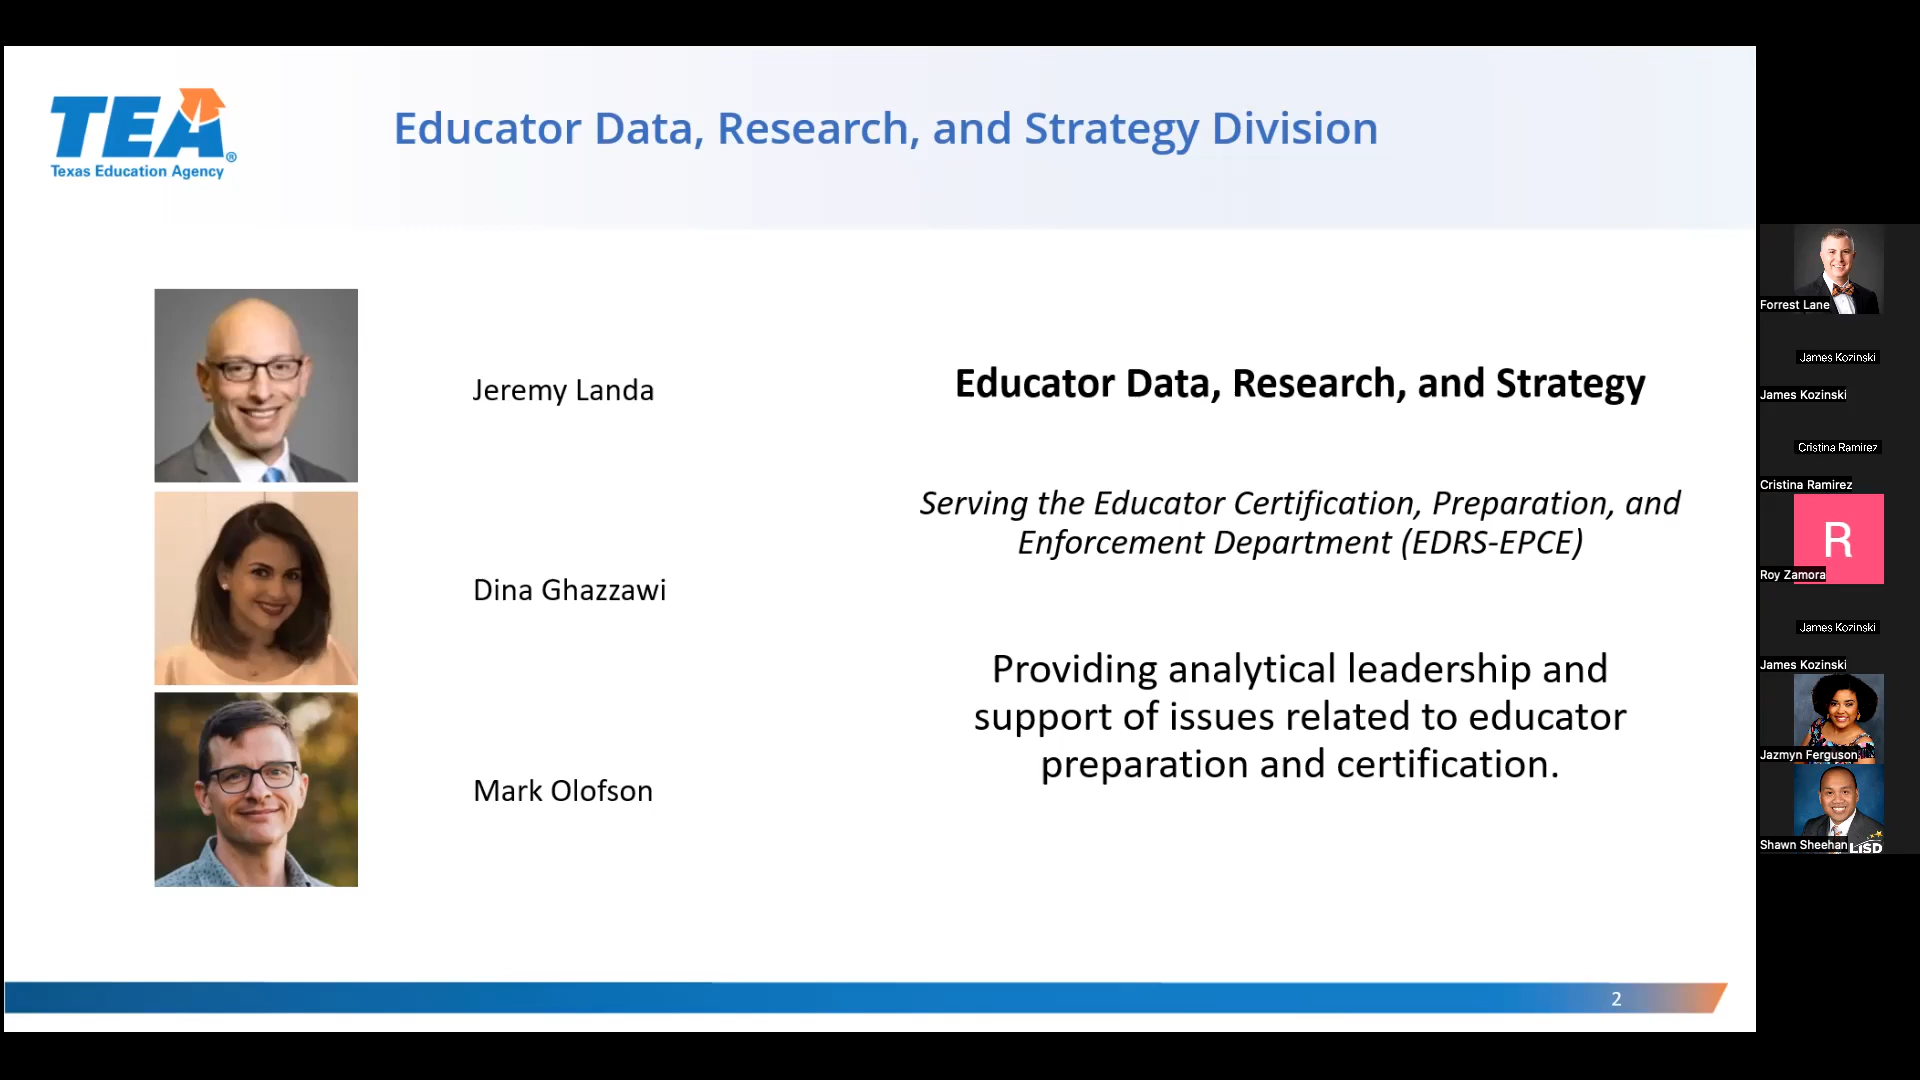 TEA®
Texas Education Agency
Educator Data, Research, and Strategy Division
Jeremy Landa
Dina Ghazzawi
Mark Olofson
Educator Data, Research, and Strategy
Serving the Educator Certification, Preparation, and
Enforcement Department (EDRS-EPCE)
Providing analytical leadership and
support of issues related to educator
preparation and certification.
2
Forrest Lane
James Kozinski
James Kozinski
Cristina Ramirez
Cristina Ramirez
R
Roy Zamora
James Kozinski
James Kozinski
Jazmyn Ferguson
Shawn Sheehan
LISD